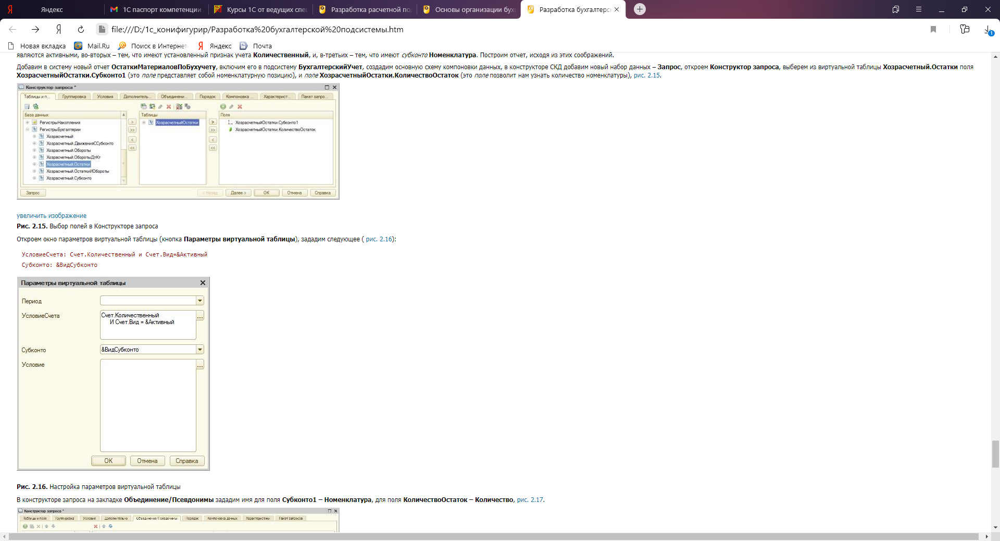 Яндекс
1С паспорт компетенции
Курсы 1С от ведущих спе
Разработка расчетной по
Основы организации бух
Разработка бухгалтерс
file:///D:/1с_конифигурир/Разработка%20бухгалтерской%20подсистемы.htm
1
Новая вкладка
Mail.Ru
Поиск в Интернет
Яндекс
Почта
являются активными, во-вторых – тем, что имеют установленный признак учета Количественный, и, в-третьих – тем, что имеют субконто Номенклатура. Построим отчет, исходя из этих соображений.
Добавим в систему новый отчет ОстаткиМатериаловПоБухучету, включим его в подсистему БухгалтерскийУчет, создадим основную схему компоновки данных, в конструкторе СКД добавим новый набор данных – Запрос, откроем Конструктор запроса, выберем из виртуальной таблицы Хозрасчетный.Остатки поля
ХозрасчетныйОстатки.Субконто1 (это поле представляет собой номенклатурную позицию), и поле ХозрасчетныйОстатки.КоличествоОстаток (это поле позволит нам узнать количество номенклатуры), рис. 2.15.
Конструктор запроса *
Таблицы и п...
Группировка
Условия
Дополнитель...
Объединени...
Порядок
Компоновка ...
Характерист...
Пакет запро...
База данных
Таблицы
Поля
РегистрыНакопления
ХозрасчетныйОстатки
ХозрасчетныйОстатки.Субконто1
РегистрыБухгалтерии
ХозрасчетныйОстатки.КоличествоОстаток
Хозрасчетный
Хозрасчетный.ДвиженияССубконто
Хозрасчетный.Обороты
Хозрасчетный.ОборотыДтКт
Хозрасчетный.Остатки
Хозрасчетный.ОстаткиИОбороты
Хозрасчетный.Субконто
Запрос
< Назад
Далее >
ОК
Отмена
Справка
увеличить изображение
Рис. 2.15. Выбор полей в Конструкторе запроса
Откроем окно параметров виртуальной таблицы (кнопка Параметры виртуальной таблицы), зададим следующее ( рис. 2.16):
УсловиеСчета: Счет.Количественный и Счет.Вид=&Активный
Субконто: &ВидСубконто
Параметры виртуальной таблицы
Период
УсловиеСчета
Счет.Количественный
И Счет.Вид = &Активный
Субконто
&ВидСубконто
Условие
ОК
Отмена
Справка
Рис. 2.16. Настройка параметров виртуальной таблицы
В конструкторе запроса на закладке Объединение/Псевдонимы зададим имя для поля Субконто1 – Номенклатура, для поля КоличествоОстаток – Количество, рис. 2.17.
Конструктор запроса *
Таблицы и поля
Группировка
Условия
Дополнительно
Объединения/Псевдонимы
Порядок
Компоновка данных
Характеристики
Пакет запросов